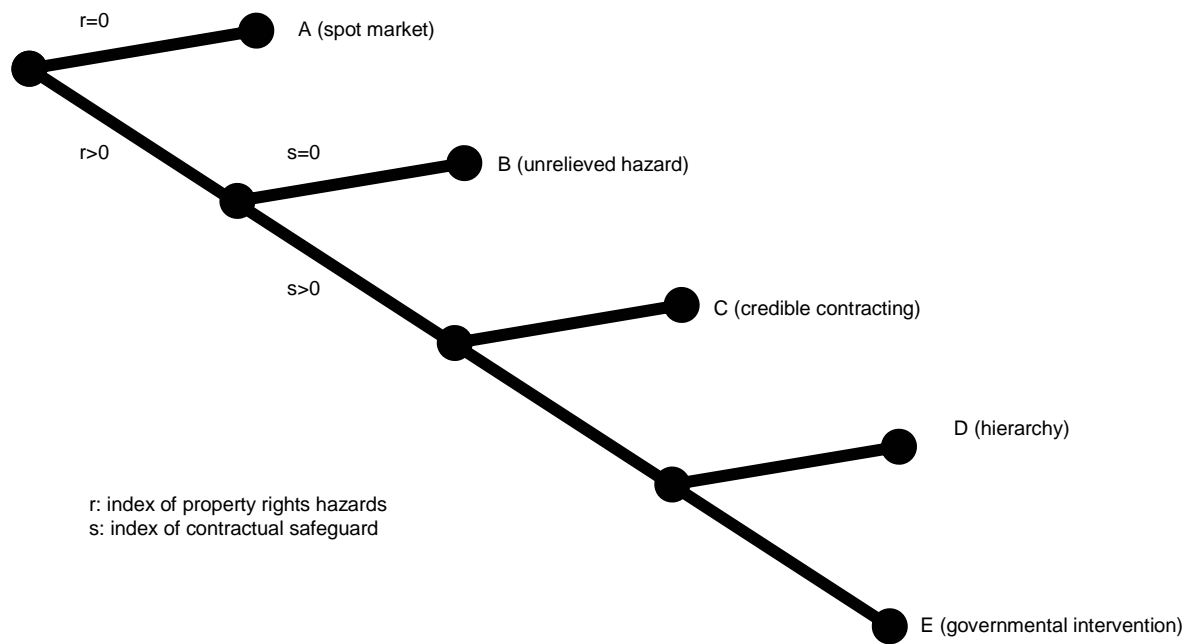 r=0
A (spot market)
r>0
s=0
B (unrelieved hazard)
s>0
C (credible contracting)
D (hierarchy)
r: index of property rights hazards
s: index of contractual safeguard
E (governmental intervention)